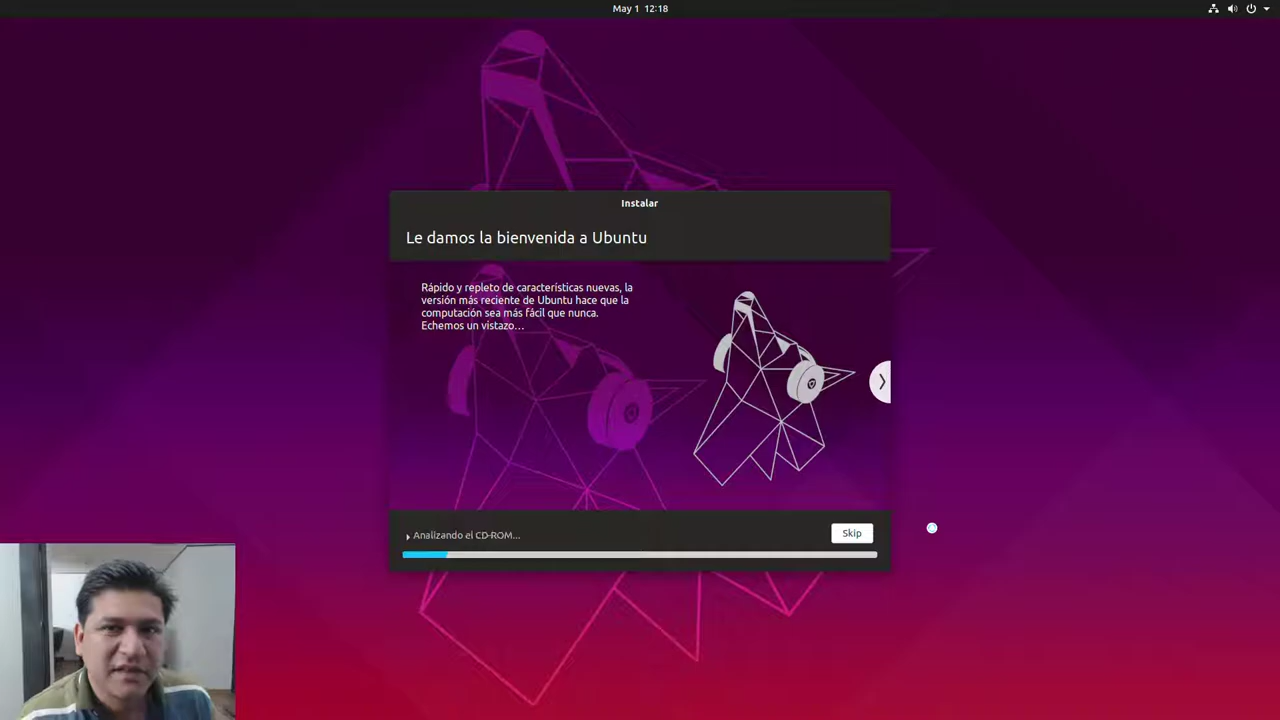 May 1 12:18
Instalar
Le damos la bienvenida a Ubuntu
Rápido y repleto de características nuevas, la
versión más reciente de Ubuntu hace que la
computación sea más fácil que nunca.
Echemos un vistazo…
Analizando el CD-ROM...
Skip